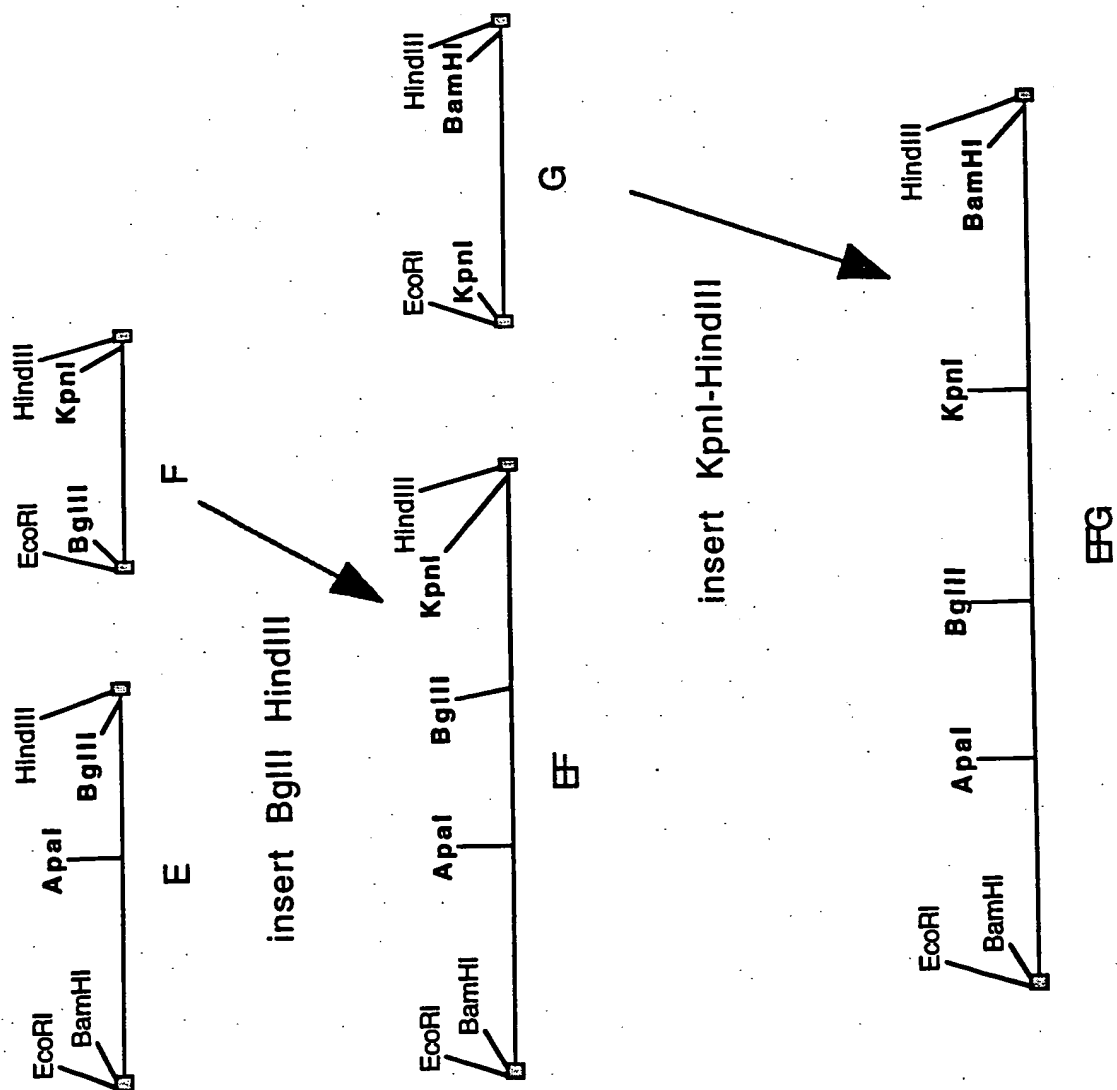 EcoRI
BamHI
ApaI
BglII
HindIII
E
EcoRI
BglII
HindIII
KpnI
F
insert BglII HindIII
EcoRI
BamHI
ApaI
BglII
KpnI
HindIII
EF
EcoRI
KpnI
HindIII
BamHI
G
insert KpnI-HindIII
EcoRI
BamHI
ApaI
BglII
KpnI
HindIII
BamHI
EFG